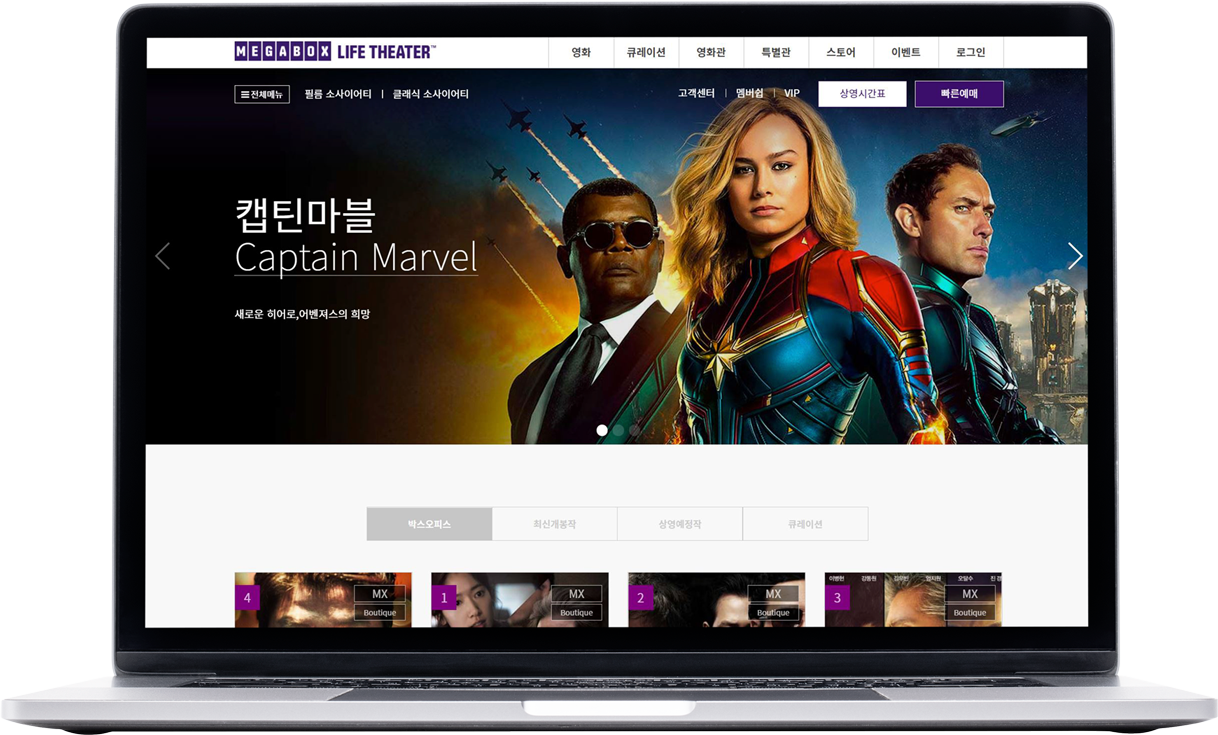 MEGABOX LIFE THEATER™
영화 큐레이션 영화관 특별관 스토어 이벤트 로그인
전체메뉴 필름 소사이어티 | 클래식 소사이어티
고객센터 | 멤버쉽 | VIP 상영시간표 빠른예매
캡틴마블
Captain Marvel
새로운 히어로,어벤져스의 희망
박스오피스 최신개봉작 상영예정작 큐레이션
이병헌 강동원 김우빈 엄지원 오달수 진경
4 MX 1 MX 2 MX 3 MX
Boutique Boutique Boutique Boutique